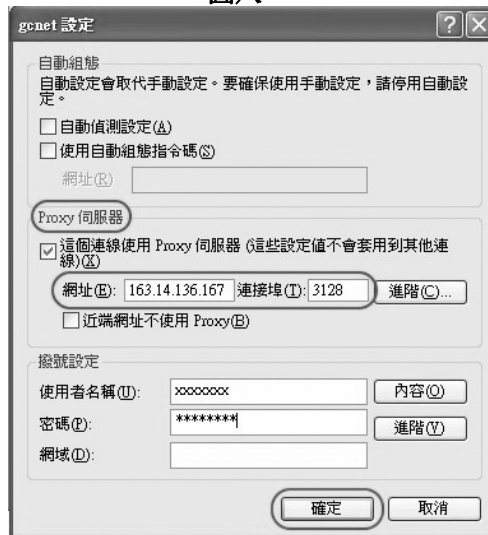 gcnet 設定
自動組態
自動設定會取代手動設定。要確保使用手動設定，請停用自動設
定。
自動偵測設定(A)
使用自動組態指令碼(S)
網址(R)
Proxy 伺服器
這個連線使用 Proxy 伺服器 (這些設定值不會套用到其他連
線)(X)
網址(E): 163.14.136.167 連接埠(T): 3128 進階(C)...
近端網址不使用 Proxy(B)
撥號設定
使用者名稱(U): xxxxxxx 內容(O)
密碼(P): ******** 進階(V)
網域(D):
確定 取消